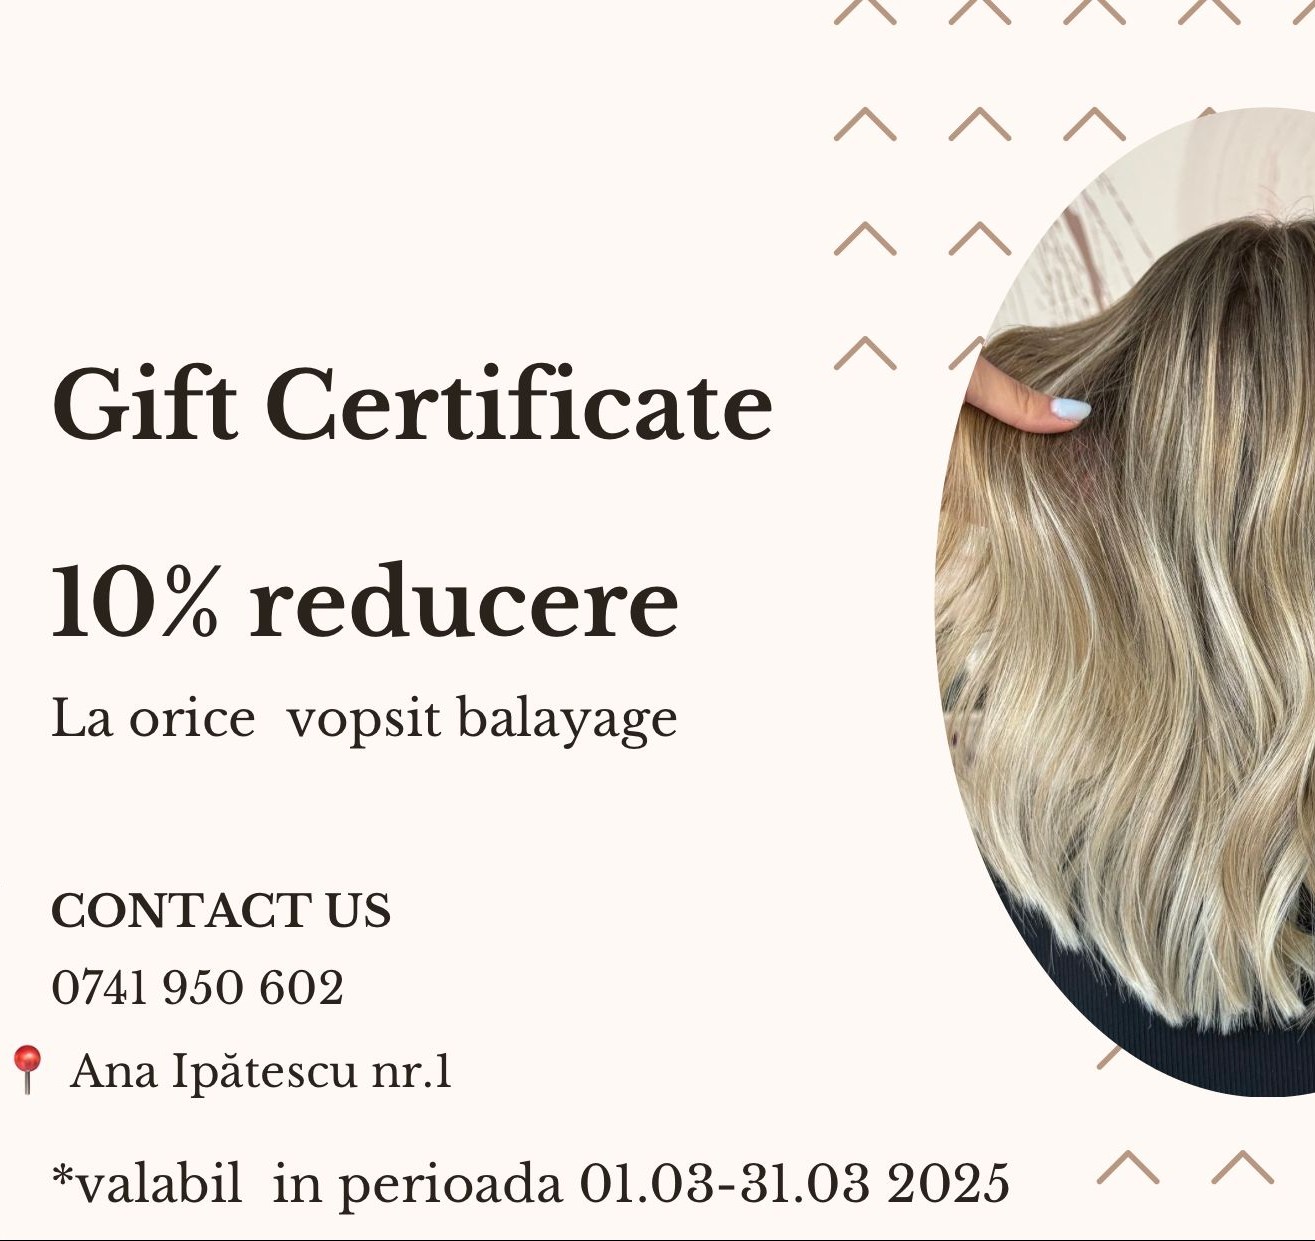 Gift Certificate
10% reducere
La orice vopsit balayage
CONTACT US
0741 950 602
📍 Ana Ipătescu nr.1
*valabil in perioada 01.03-31.03 2025